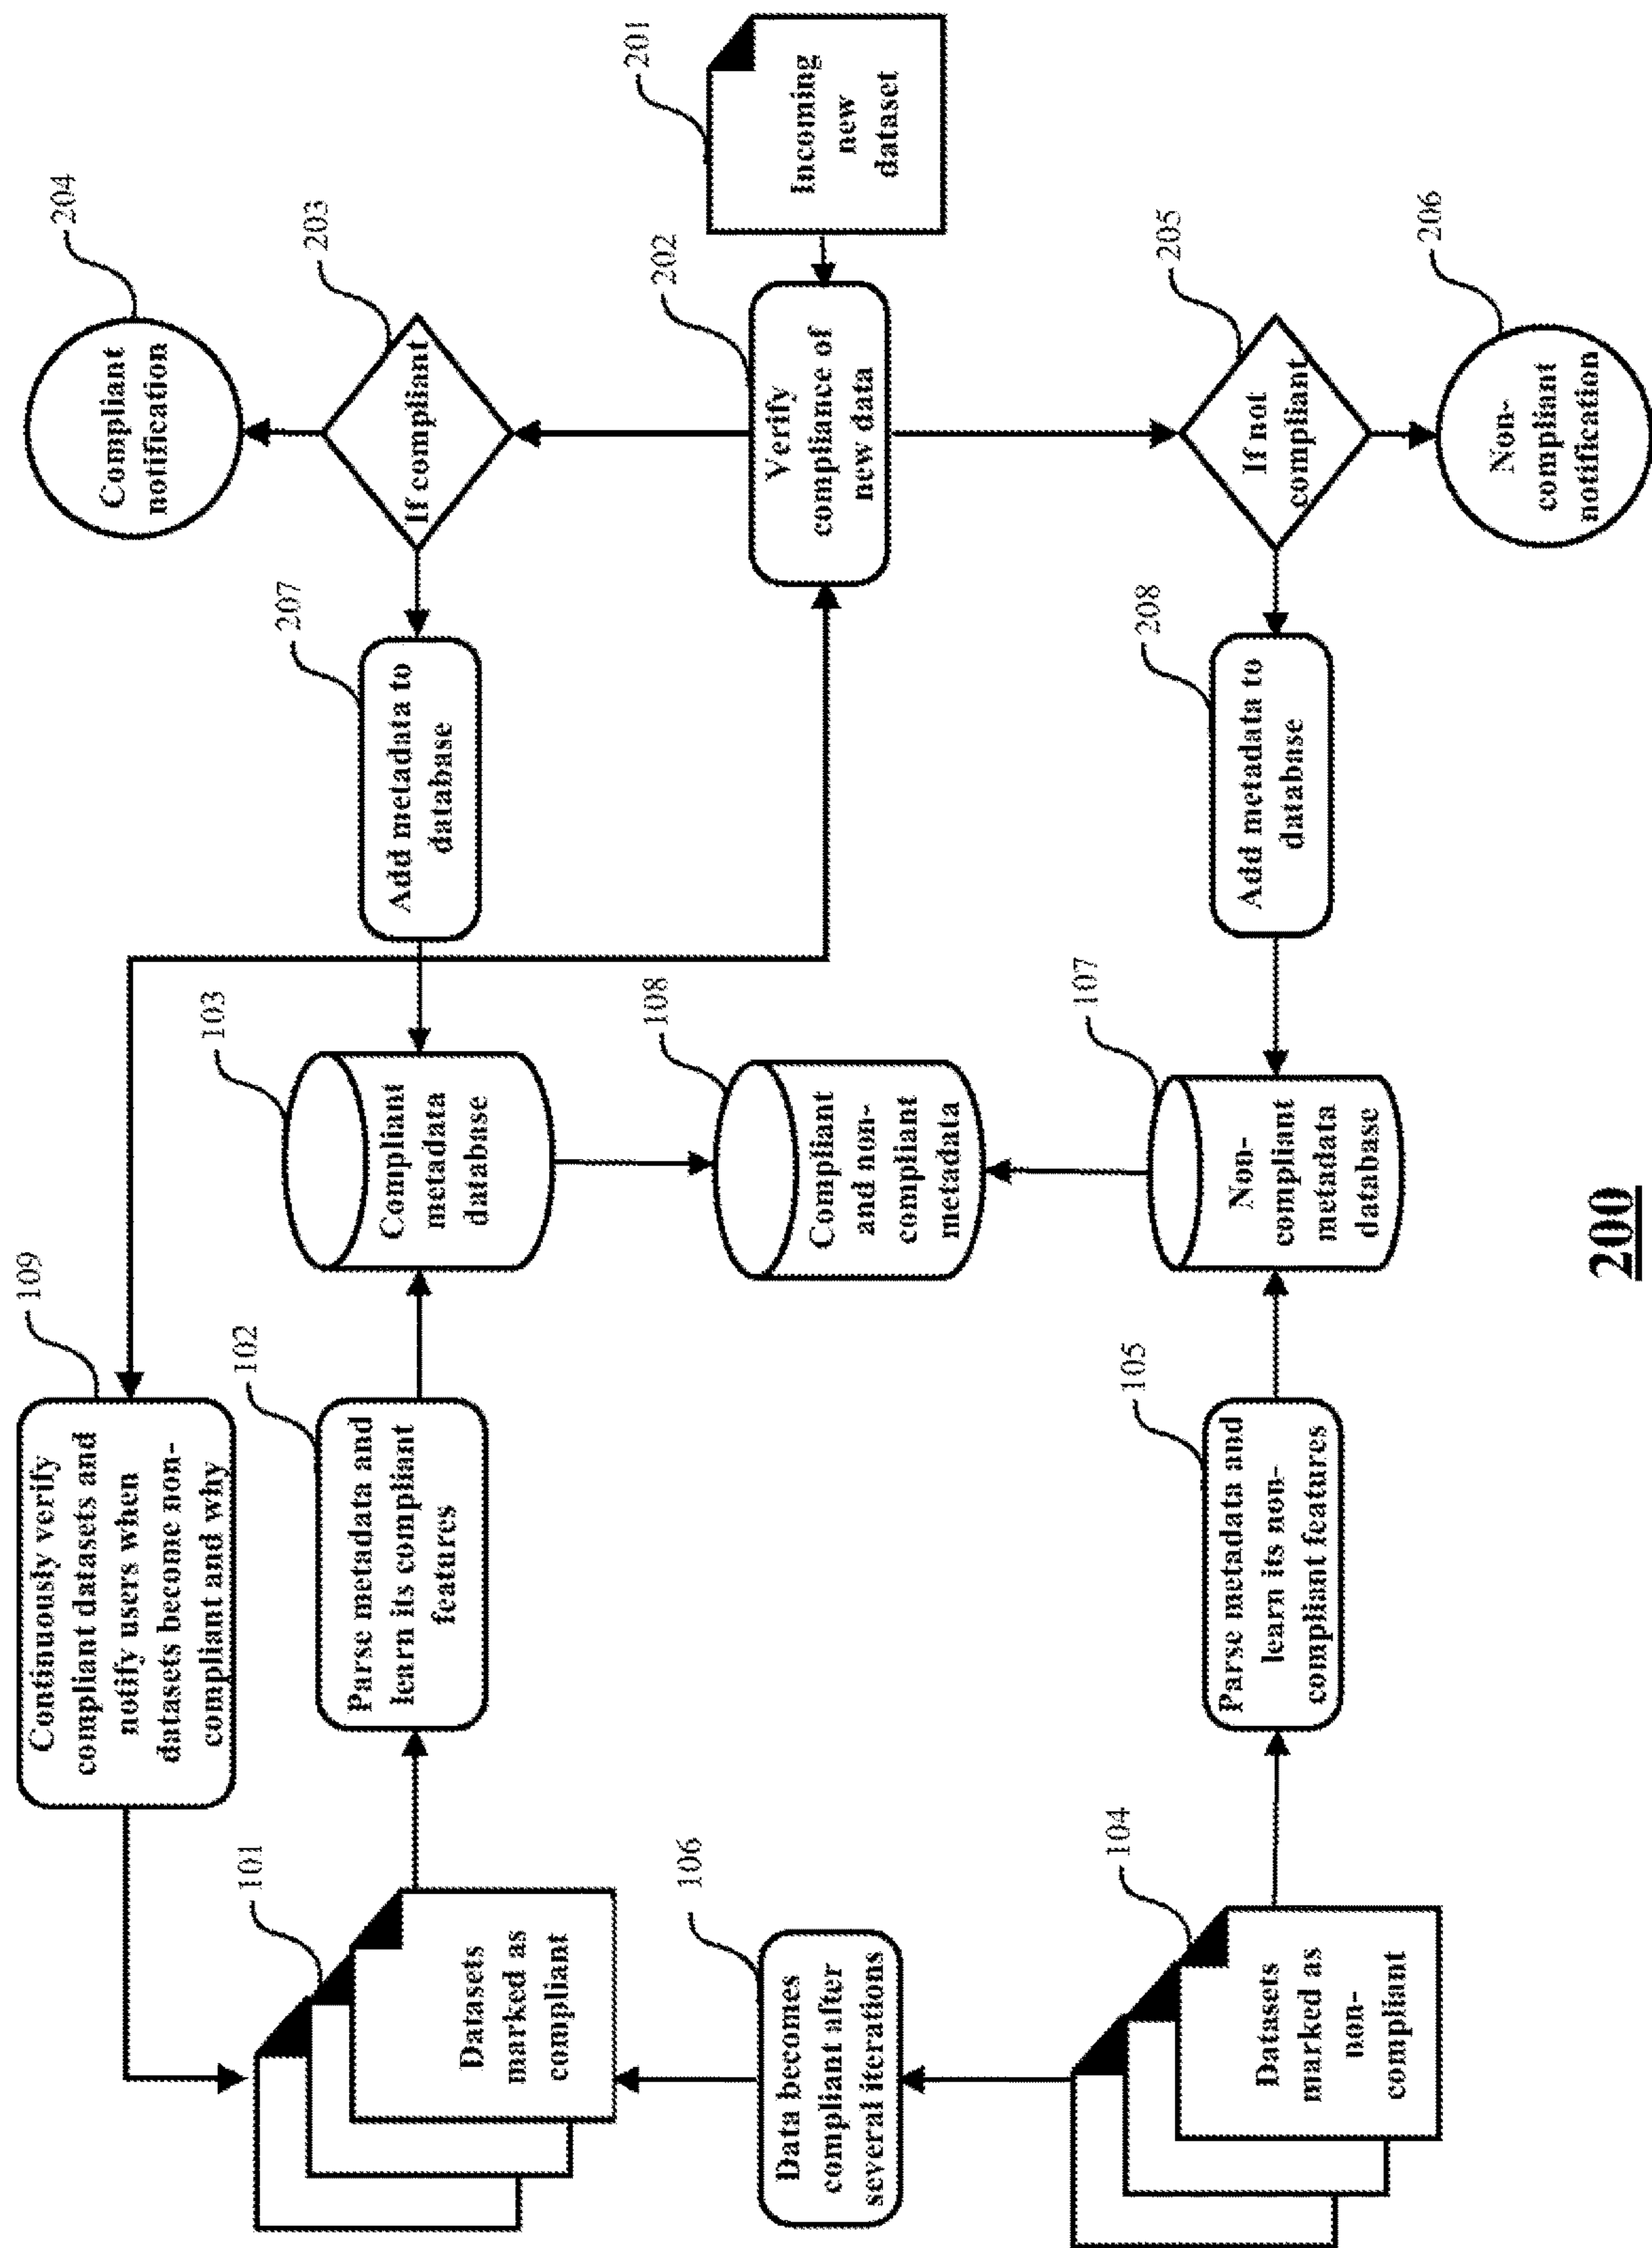 109
Continuously verify
compliant datasets and
notify users when
datasets become non-
compliant and why
204
Compliant
notification
101
Datasets
marked as
compliant
102
Parse metadata and
learn its compliant
features
103
Compliant
metadata
database
207
Add metadata to
database
203
If compliant
106
Data becomes
compliant after
several iterations
108
Compliant
and non-
compliant
metadata
202
Verify
compliance of
new data
201
Incoming
new
dataset
104
Datasets
marked as
non-
compliant
105
Parse metadata and
learn its non-
compliant features
107
Non-
compliant
metadata
database
208
Add metadata to
database
205
If not
compliant
206
Non-
compliant
notification
200